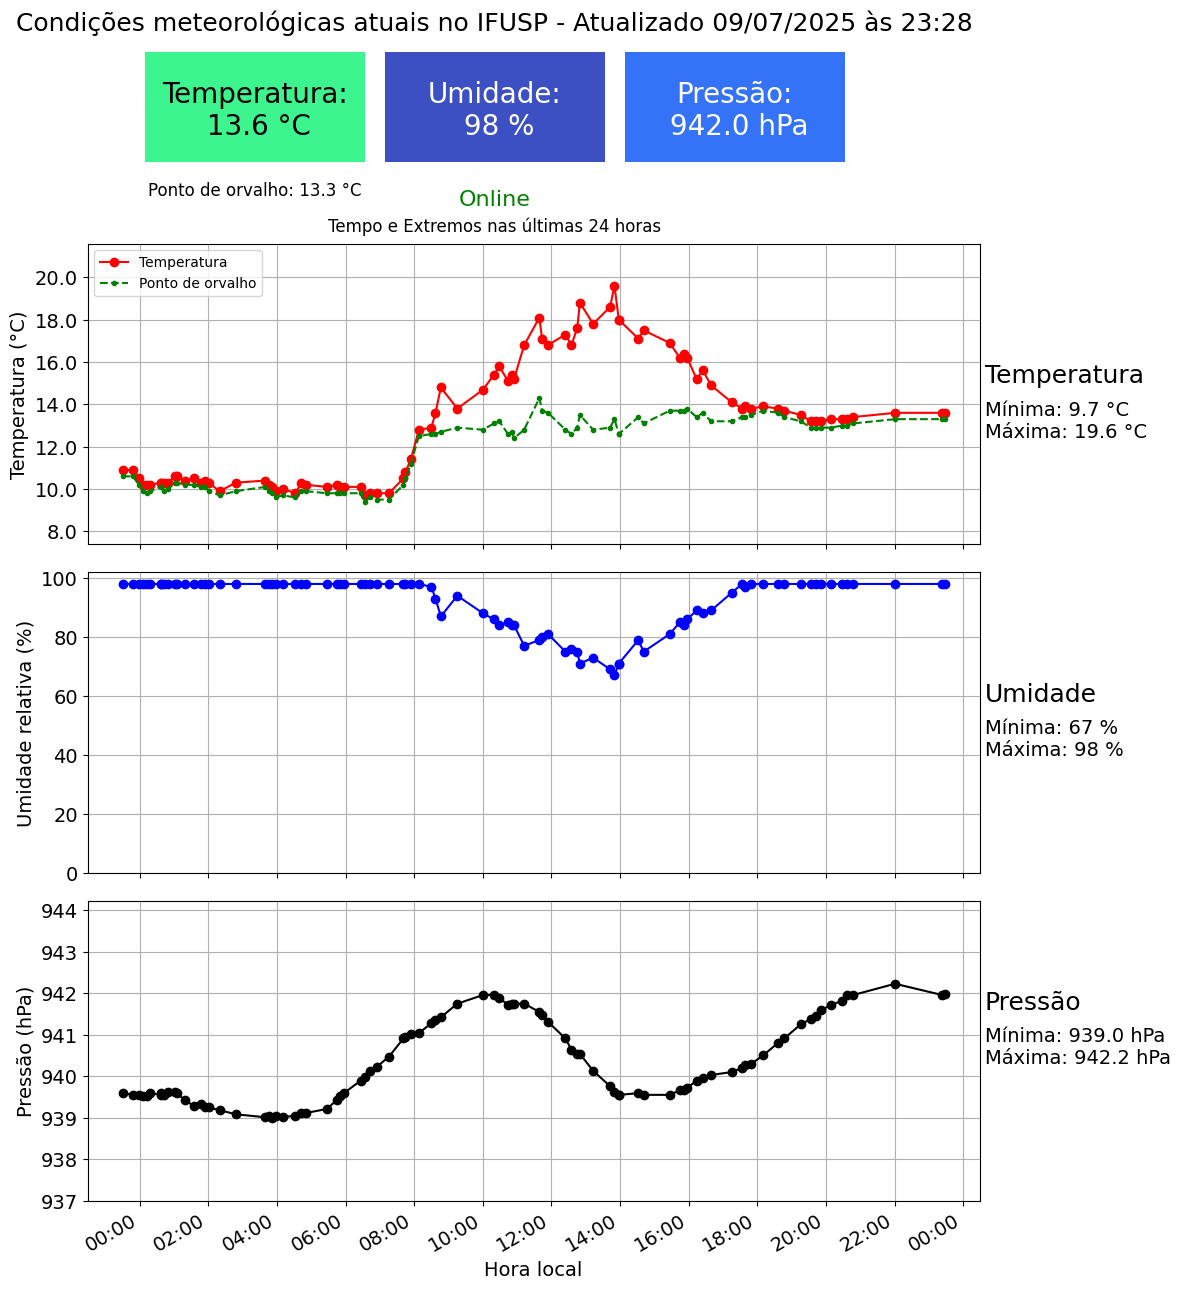 Condições meteorológicas atuais no IFUSP - Atualizado 09/07/2025 às 23:28
Temperatura:
13.6 °C
Umidade:
98 %
Pressão:
942.0 hPa
Ponto de orvalho: 13.3 °C
Online
Tempo e Extremos nas últimas 24 horas
Temperatura
Ponto de orvalho
Temperatura (°C)
20.0
18.0
16.0
14.0
12.0
10.0
8.0
Temperatura
Mínima: 9.7 °C
Máxima: 19.6 °C
Umidade relativa (%)
100
80
60
40
20
0
Umidade
Mínima: 67 %
Máxima: 98 %
Pressão (hPa)
944
943
942
941
940
939
938
937
Pressão
Mínima: 939.0 hPa
Máxima: 942.2 hPa
00:00 02:00 04:00 06:00 08:00 10:00 12:00 14:00 16:00 18:00 20:00 22:00 00:00
Hora local